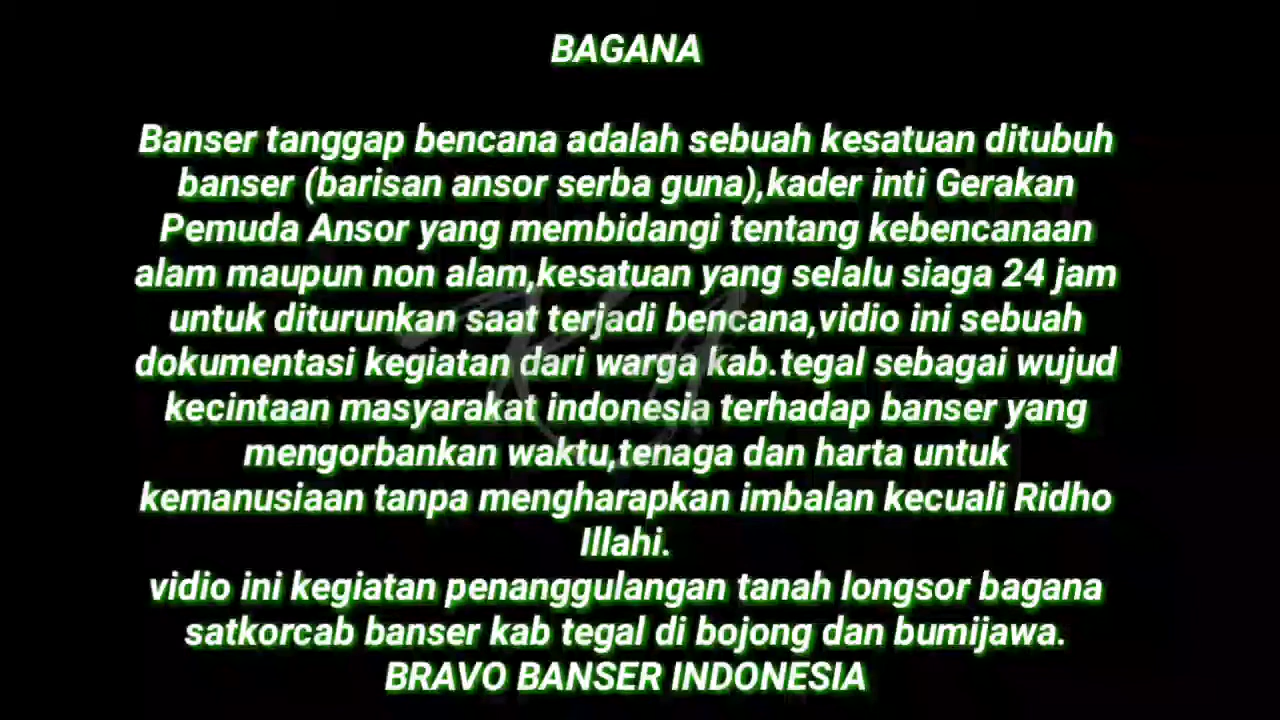 BAGANA
Banser tanggap bencana adalah sebuah kesatuan ditubuh
banser (barisan ansor serba guna),kader inti Gerakan
Pemuda Ansor yang membidangi tentang kebencanaan
alam maupun non alam,kesatuan yang selalu siaga 24 jam
untuk diturunkan saat terjadi bencana,vidio ini sebuah
dokumentasi kegiatan dari warga kab.tegal sebagai wujud
kecintaan masyarakat indonesia terhadap banser yang
mengorbankan waktu,tenaga dan harta untuk
kemanusiaan tanpa mengharapkan imbalan kecuali Ridho
Illahi.
vidio ini kegiatan penanggulangan tanah longsor bagana
satkorcab banser kab tegal di bojong dan bumijawa.
BRAVO BANSER INDONESIA